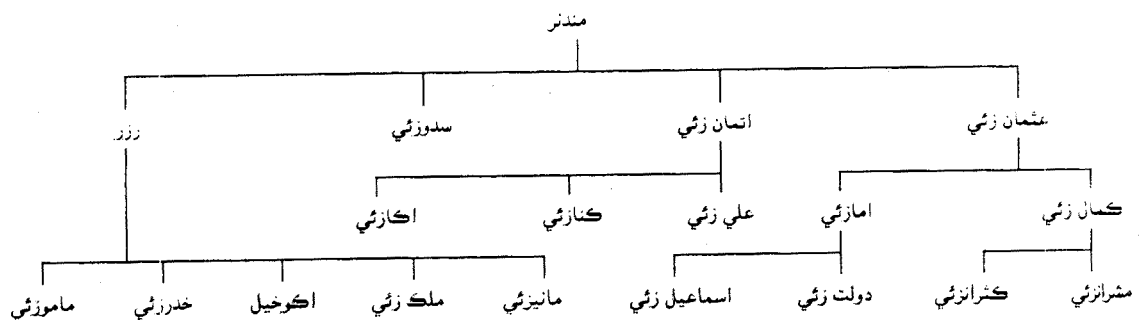 مندنر
عثمان زئي اتمان زئي سدوزئي رزر
كمال زئي امازئي علي زئي كنازئي اكازئي
مشرانزئي كثرانزئي دولت زئي اسماعيل زئي مانيزئي ملك زئي اكوخيل خدرزئي ماموزئي